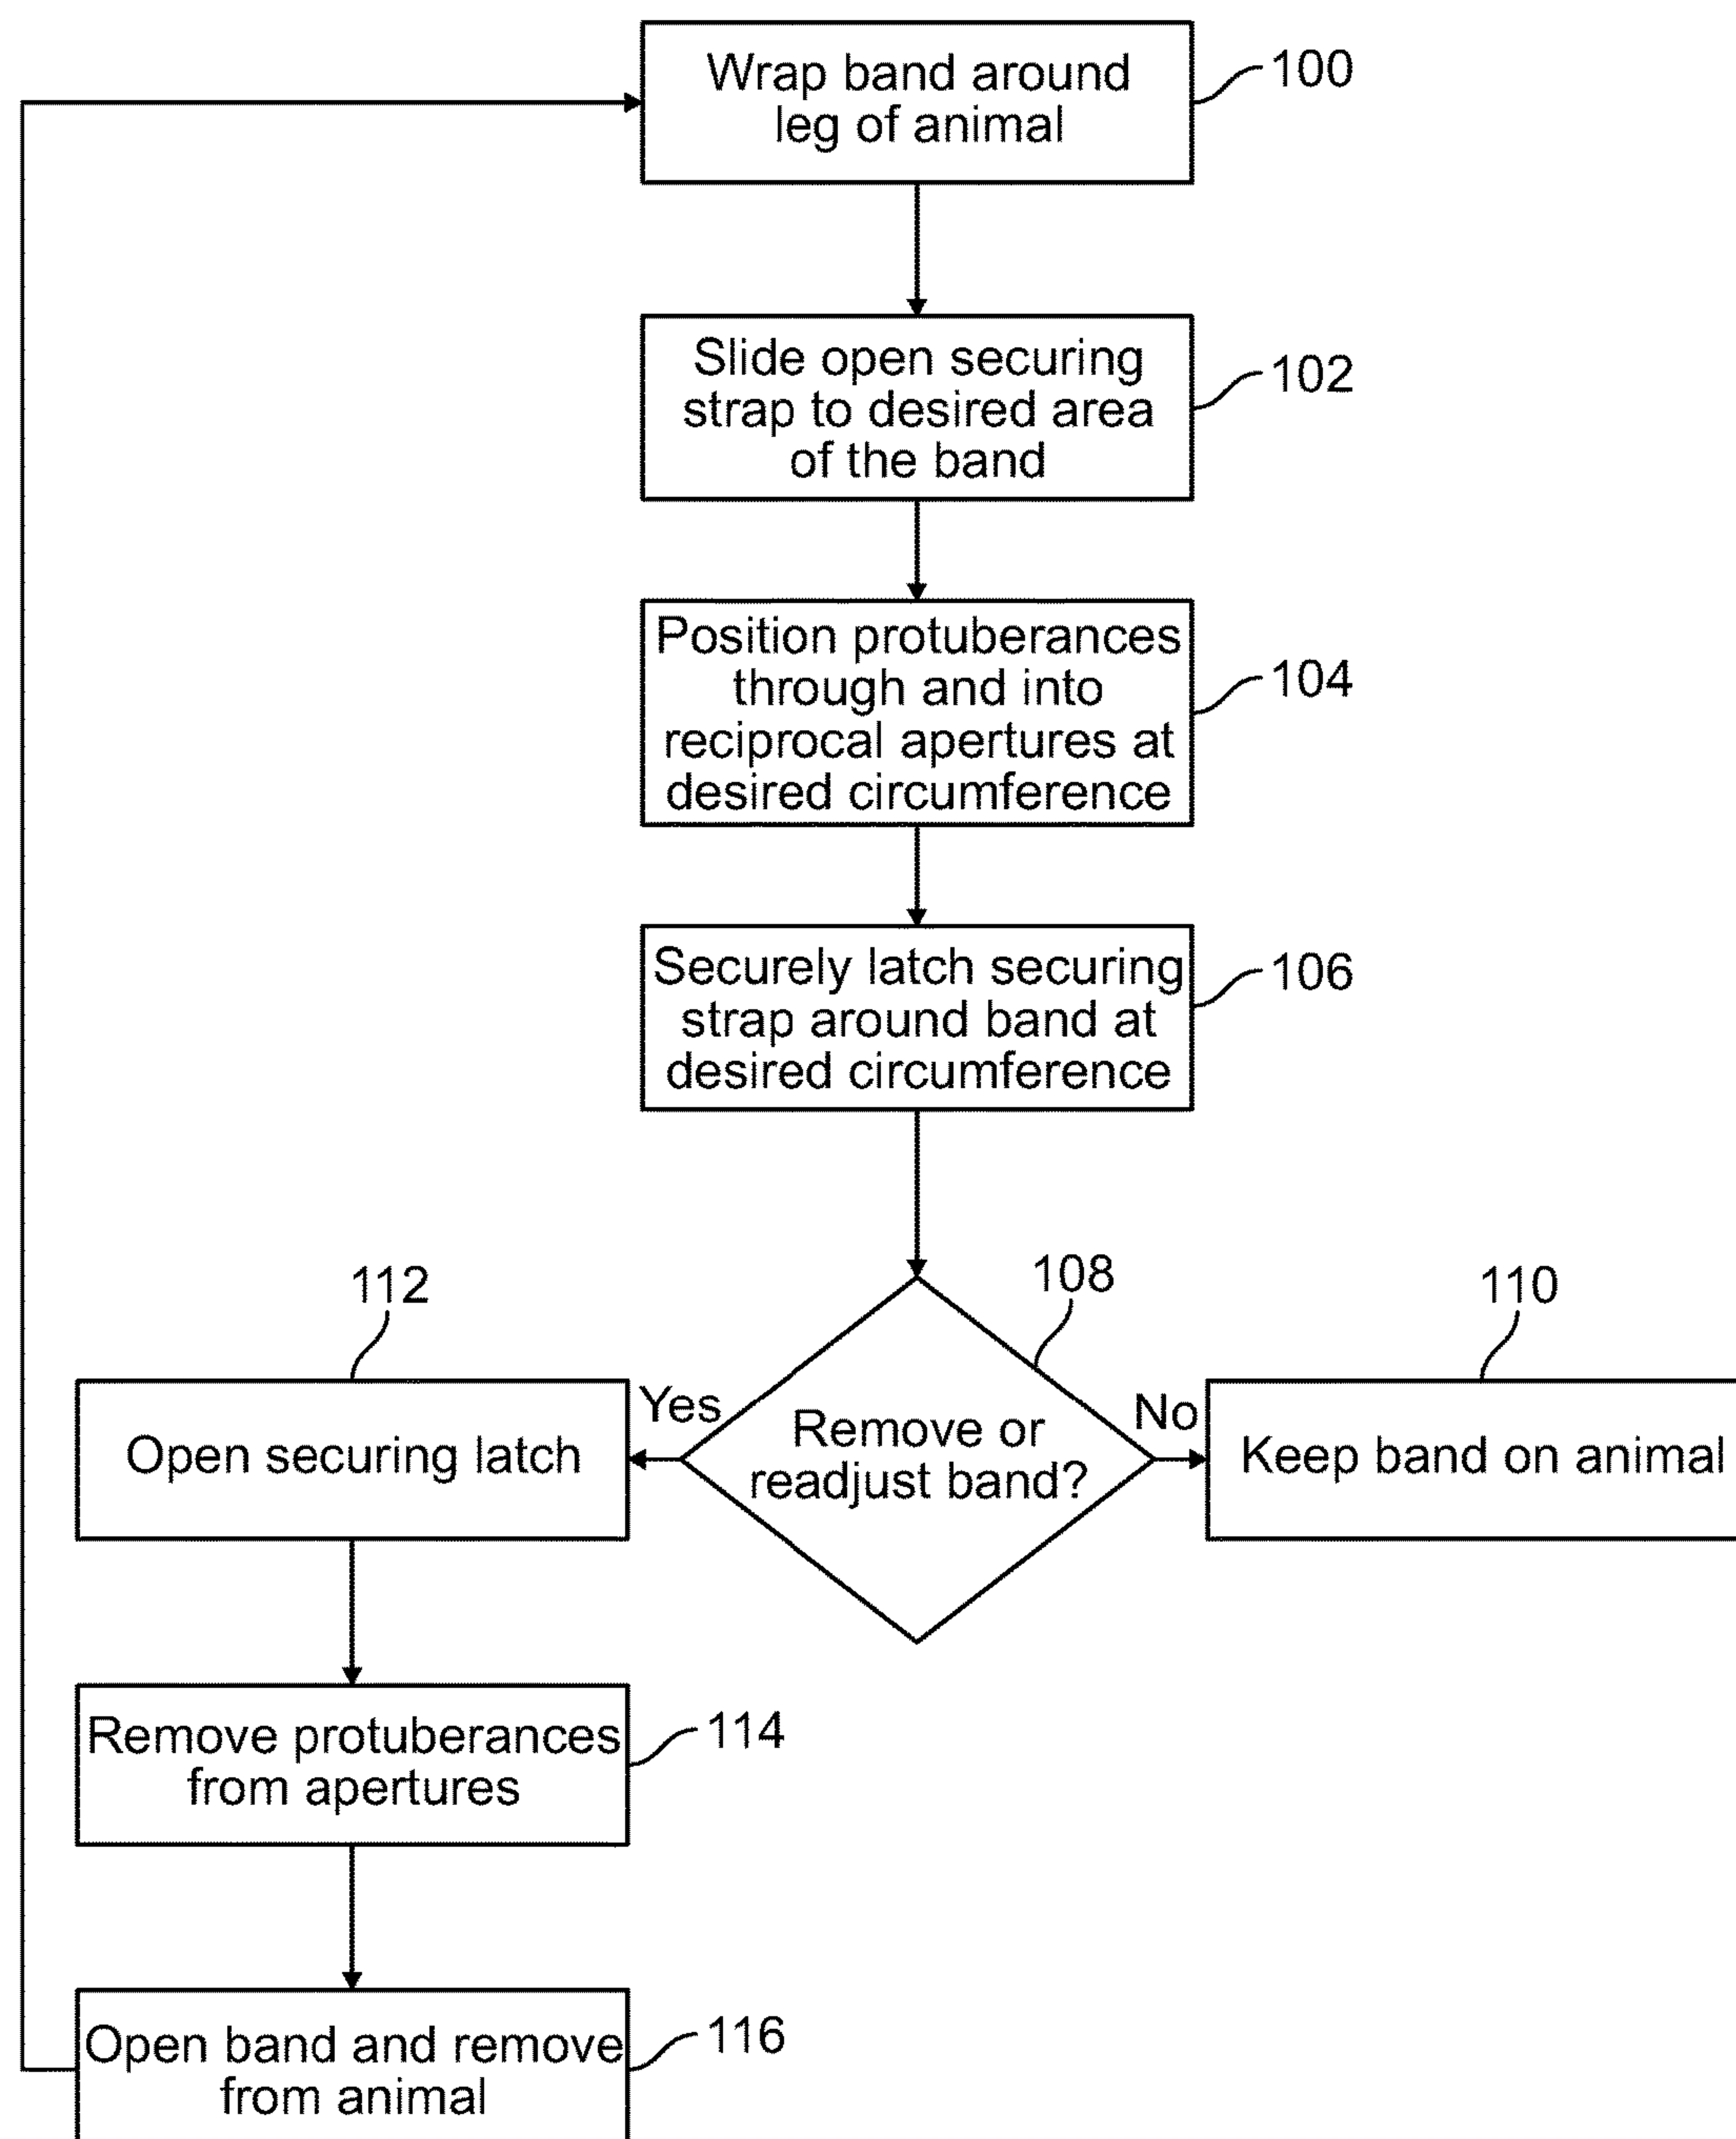 Wrap band around
leg of animal
100
Slide open securing
strap to desired area
of the band
102
Position protuberances
through and into
reciprocal apertures at
desired circumference
104
Securely latch securing
strap around band at
desired circumference
106
108
Remove or
readjust band?
Yes
No
110
Keep band on animal
112
Open securing latch
Remove protuberances
from apertures
114
Open band and remove
from animal
116